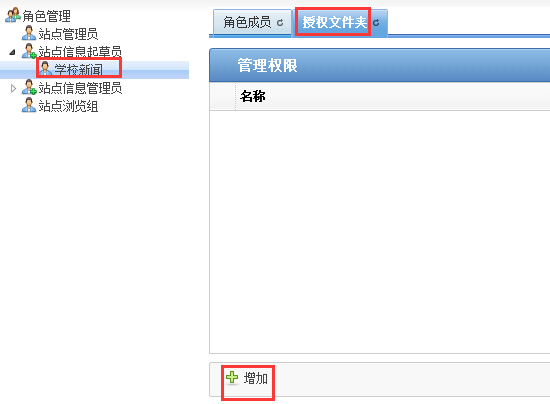 角色管理
站点管理员
站点信息起草员
学校新闻
站点信息管理员
站点浏览组
角色成员
授权文件夹
管理权限
名称
增加